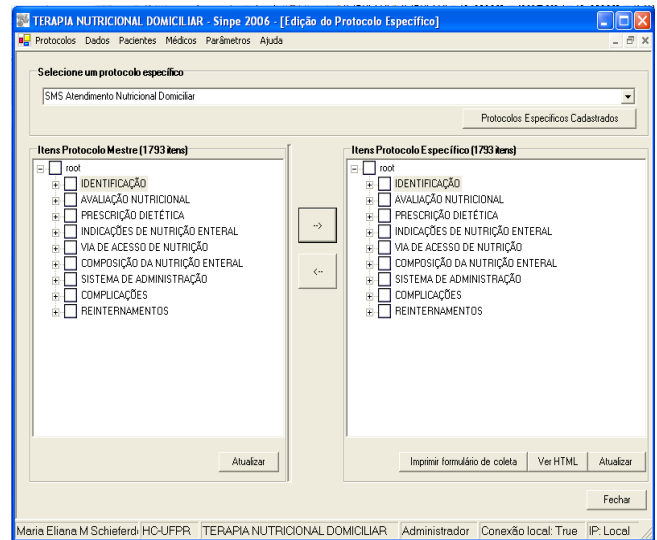 TERAPIA NUTRICIONAL DOMICILIAR - Sinpe 2006 - [Edição do Protocolo Específico]
Protocolos Dados Pacientes Médicos Parâmetros Ajuda
Selecione um protocolo específico
SMS Atendimento Nutricional Domiciliar
Protocolos Especificos Cadastrados
Itens Protocolo Mestre (1793 itens)
root
IDENTIFICAÇÃO
AVALIAÇÃO NUTRICIONAL
PRESCRIÇÃO DIETÉTICA
INDICAÇÕES DE NUTRIÇÃO ENTERAL
VIA DE ACESSO DE NUTRIÇÃO
COMPOSIÇÃO DA NUTRIÇÃO ENTERAL
SISTEMA DE ADMINISTRAÇÃO
COMPLICAÇÕES
REINTERNAMENTOS
Atualizar
-->
<--
Itens Protocolo Específico (1793 itens)
root
IDENTIFICAÇÃO
AVALIAÇÃO NUTRICIONAL
PRESCRIÇÃO DIETÉTICA
INDICAÇÕES DE NUTRIÇÃO ENTERAL
VIA DE ACESSO DE NUTRIÇÃO
COMPOSIÇÃO DA NUTRIÇÃO ENTERAL
SISTEMA DE ADMINISTRAÇÃO
COMPLICAÇÕES
REINTERNAMENTOS
Imprimir formulário de coleta Ver HTML Atualizar
Fechar
Maria Eliana M Schieferd HC-UFPR TERAPIA NUTRICIONAL DOMICILIAR Administrador Conexão local: True IP: Local